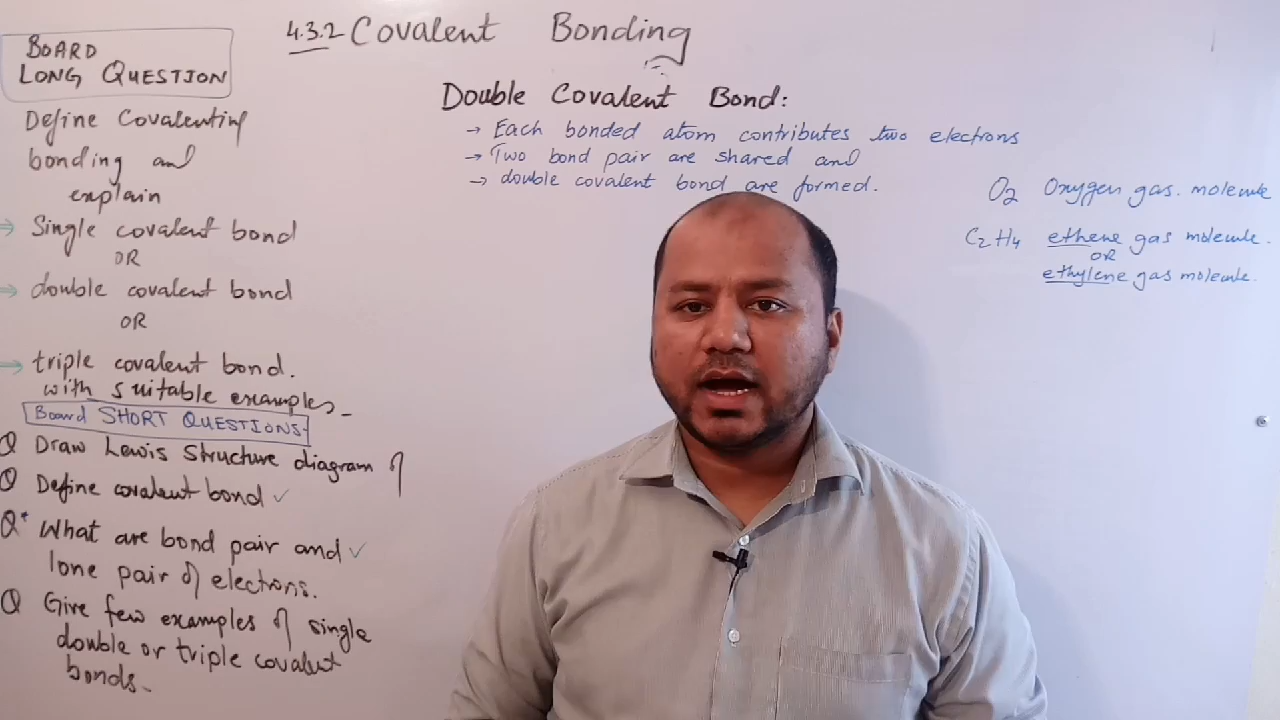 4.3.2 Covalent Bonding
BOARD
LONG QUESTION
Define Covalenting
bonding and
explain
⇒ Single covalent bond
OR
⇒ double covalent bond
OR
⇒ triple covalent bond.
with suitable examples_
Board SHORT QUESTIONS-
Q Draw Lewis Structure diagram of
Q Define covalent bond ✓
Q* What are bond pair and ✓
lone pair of electrons.
Q Give few examples of single
double or triple covalent
bonds_
Double Covalent Bond:
→ Each bonded atom contributes two electrons
→ Two bond pair are shared and
→ double covalent bond are formed.
O2 Oxygen gas. molecule
C2H4 ethene gas molecule.
OR
ethylene gas molecule.